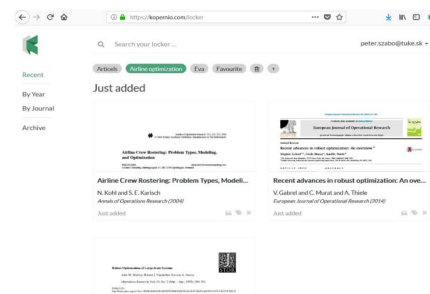 https://kopernio.com/locker
Search your locker ...
peter.szabo@tuke.sk
Recent
By Year
By Journal
Archive
Articels
Airline optimization
Eva
Favourite
Just added
Airline Crew Rostering: Problem Types, Modeling,
and Optimization
Airline Crew Rostering: Problem Types, Modeli...
N. Kohl and S. E. Karisch
Annals of Operations Research (2004)
Just added
European Journal of Operational Research
Recent advances in robust optimization: An overview
Recent advances in robust optimization: An ove...
V. Gabrel and C. Murat and A. Thiele
European Journal of Operational Research (2014)
Just added
Robust Optimization of Large-Scale Systems